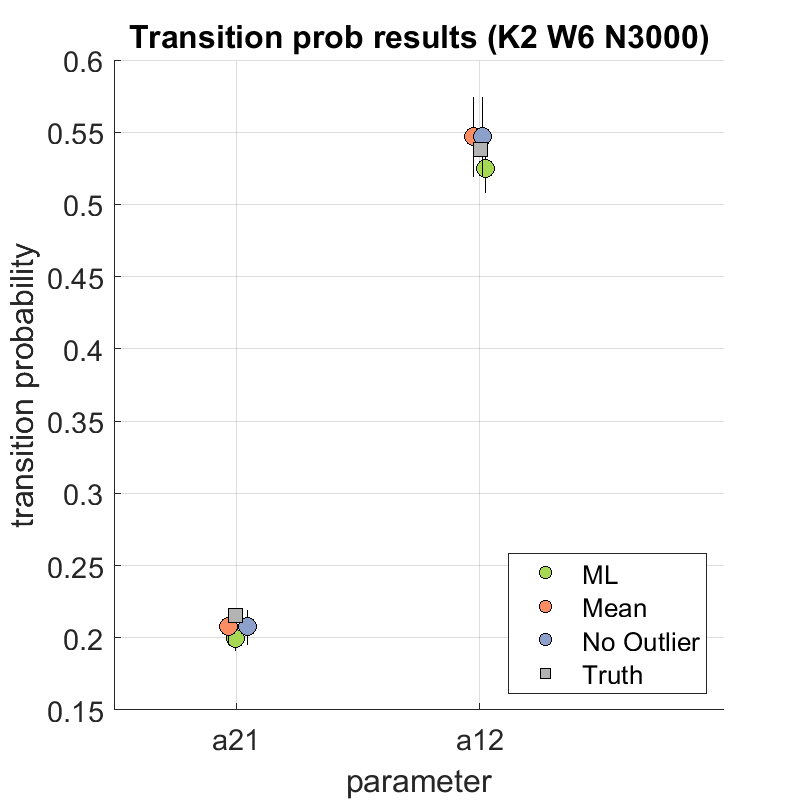 Transition prob results (K2 W6 N3000)
0.6
0.55
0.5
0.45
0.4
0.35
0.3
0.25
0.2
0.15
transition probability
ML
Mean
No Outlier
Truth
a21
a12
parameter